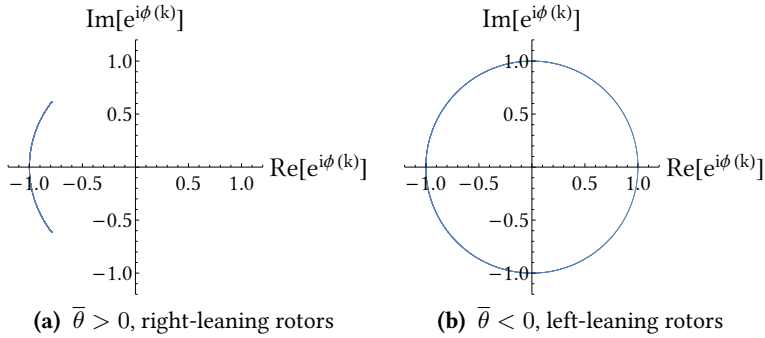 Im[e^{iϕ(k)}]
1.0
0.5
−1.0 −0.5 0.5 1.0 Re[e^{iϕ(k)}]
−0.5
−1.0
(a) θ̅ > 0, right-leaning rotors
Im[e^{iϕ(k)}]
1.0
0.5
−1.0 −0.5 0.5 1.0 Re[e^{iϕ(k)}]
−0.5
−1.0
(b) θ̅ < 0, left-leaning rotors